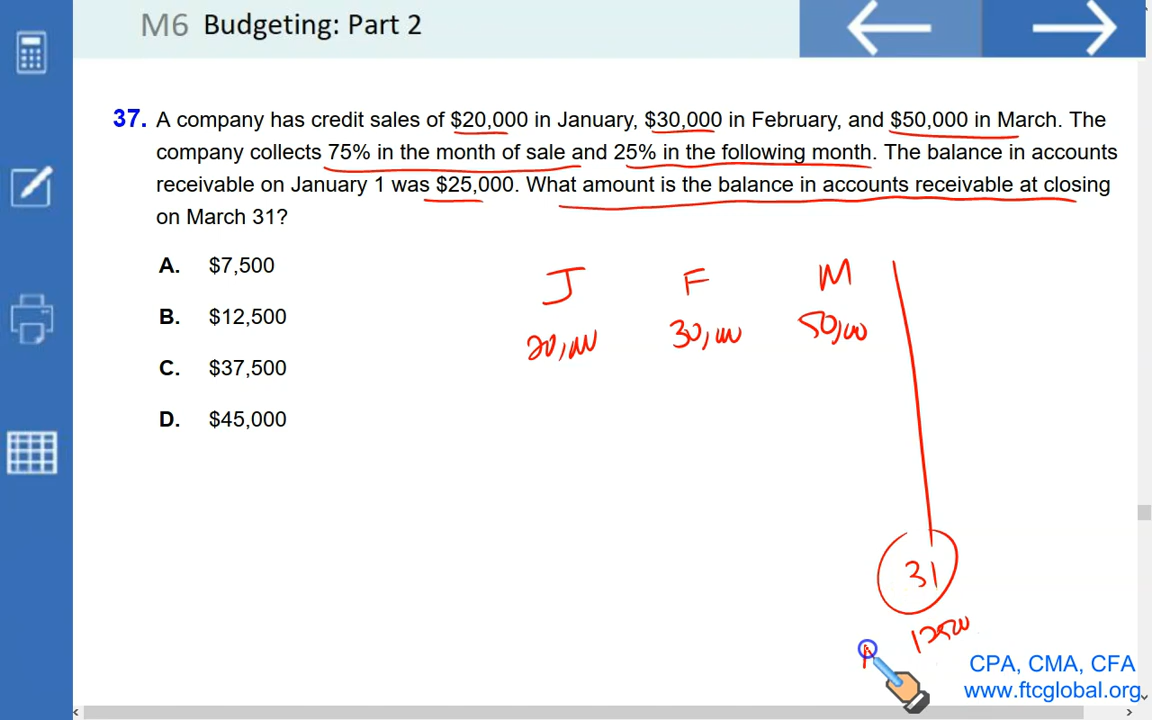 M6 Budgeting: Part 2
37. A company has credit sales of $20,000 in January, $30,000 in February, and $50,000 in March. The
company collects 75% in the month of sale and 25% in the following month. The balance in accounts
receivable on January 1 was $25,000. What amount is the balance in accounts receivable at closing
on March 31?
A. $7,500
B. $12,500
C. $37,500
D. $45,000
J F M
20,000 30,000 50,000
31
12500
CPA, CMA, CFA
www.ftcglobal.org